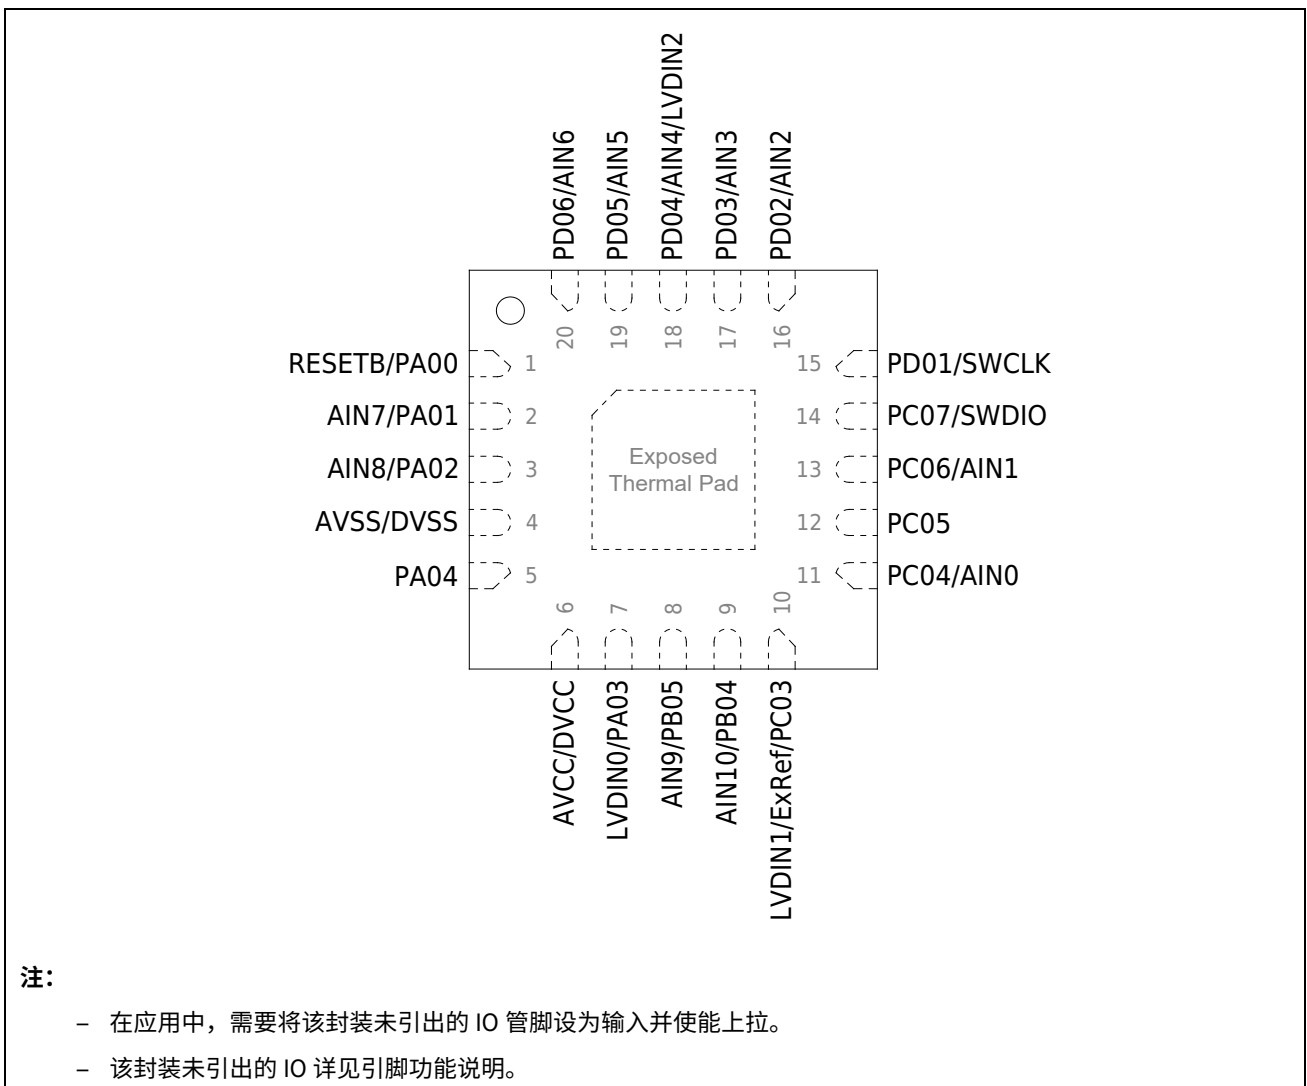 PD06/AIN6
PD05/AIN5
PD04/AIN4/LVDIN2
PD03/AIN3
PD02/AIN2
20
19
18
17
16
RESETB/PA00
1
15
PD01/SWCLK
AIN7/PA01
2
14
PC07/SWDIO
AIN8/PA02
3
13
PC06/AIN1
AVSS/DVSS
4
12
PC05
PA04
5
11
PC04/AIN0
Exposed
Thermal Pad
6
7
8
9
10
AVCC/DVCC
LVDIN0/PA03
AIN9/PB05
AIN10/PB04
LVDIN1/ExRef/PC03
注：
– 在应用中，需要将该封装未引出的 IO 管脚设为输入并使能上拉。
– 该封装未引出的 IO 详见引脚功能说明。